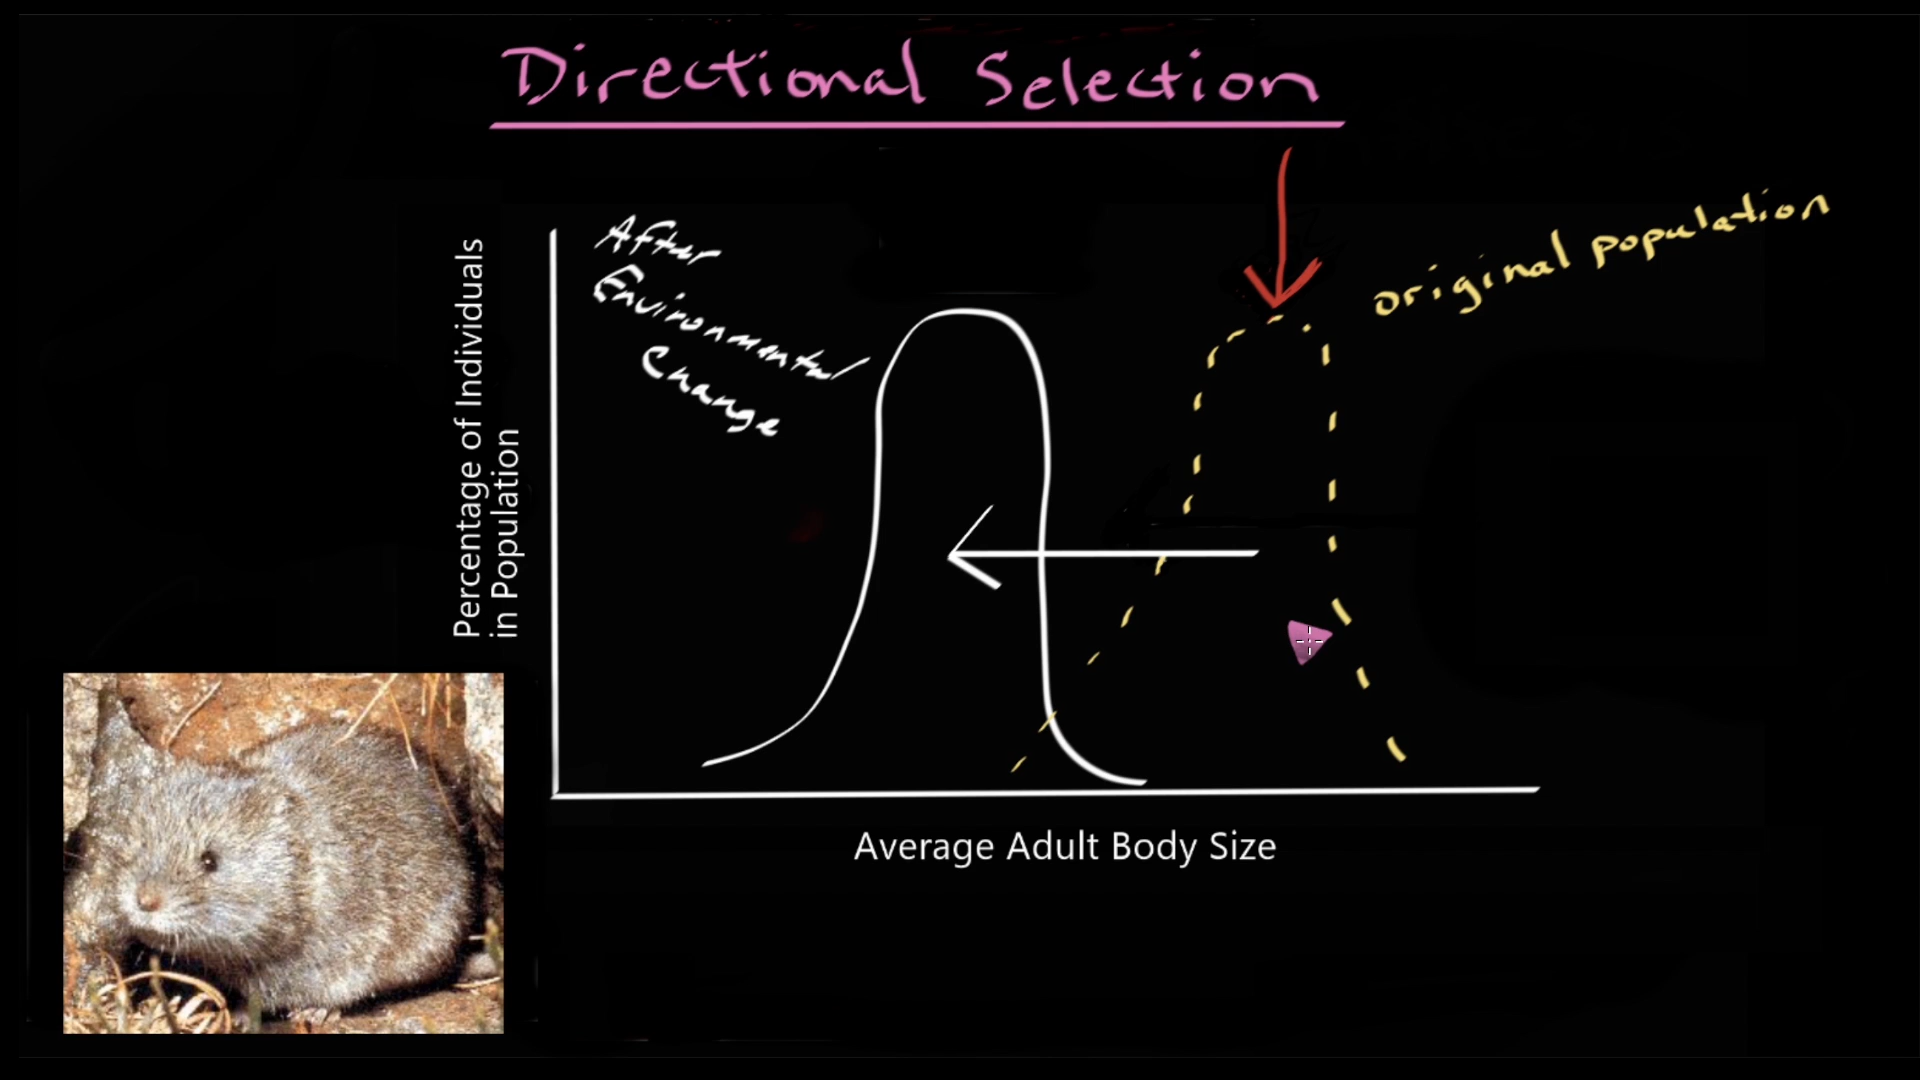 Directional Selection
After
Environmental
Change
original population
Percentage of Individuals
in Population
Average Adult Body Size